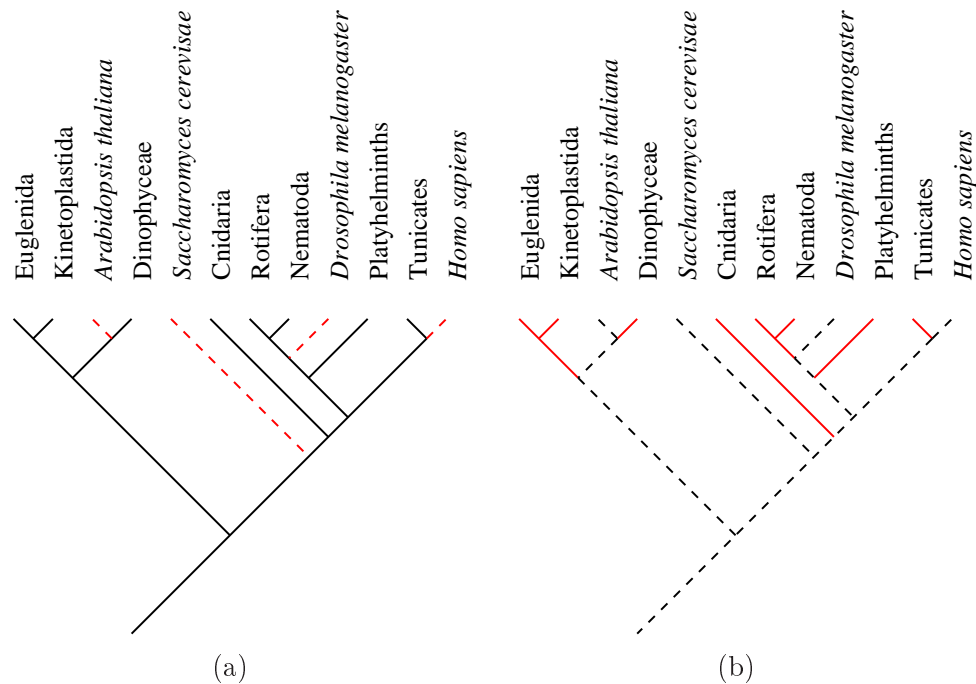 Euglenida
Kinetoplastida
Arabidopsis thaliana
Dinophyceae
Saccharomyces cerevisae
Cnidaria
Rotifera
Nematoda
Drosophila melanogaster
Platyhelminths
Tunicates
Homo sapiens
(a)
Euglenida
Kinetoplastida
Arabidopsis thaliana
Dinophyceae
Saccharomyces cerevisae
Cnidaria
Rotifera
Nematoda
Drosophila melanogaster
Platyhelminths
Tunicates
Homo sapiens
(b)